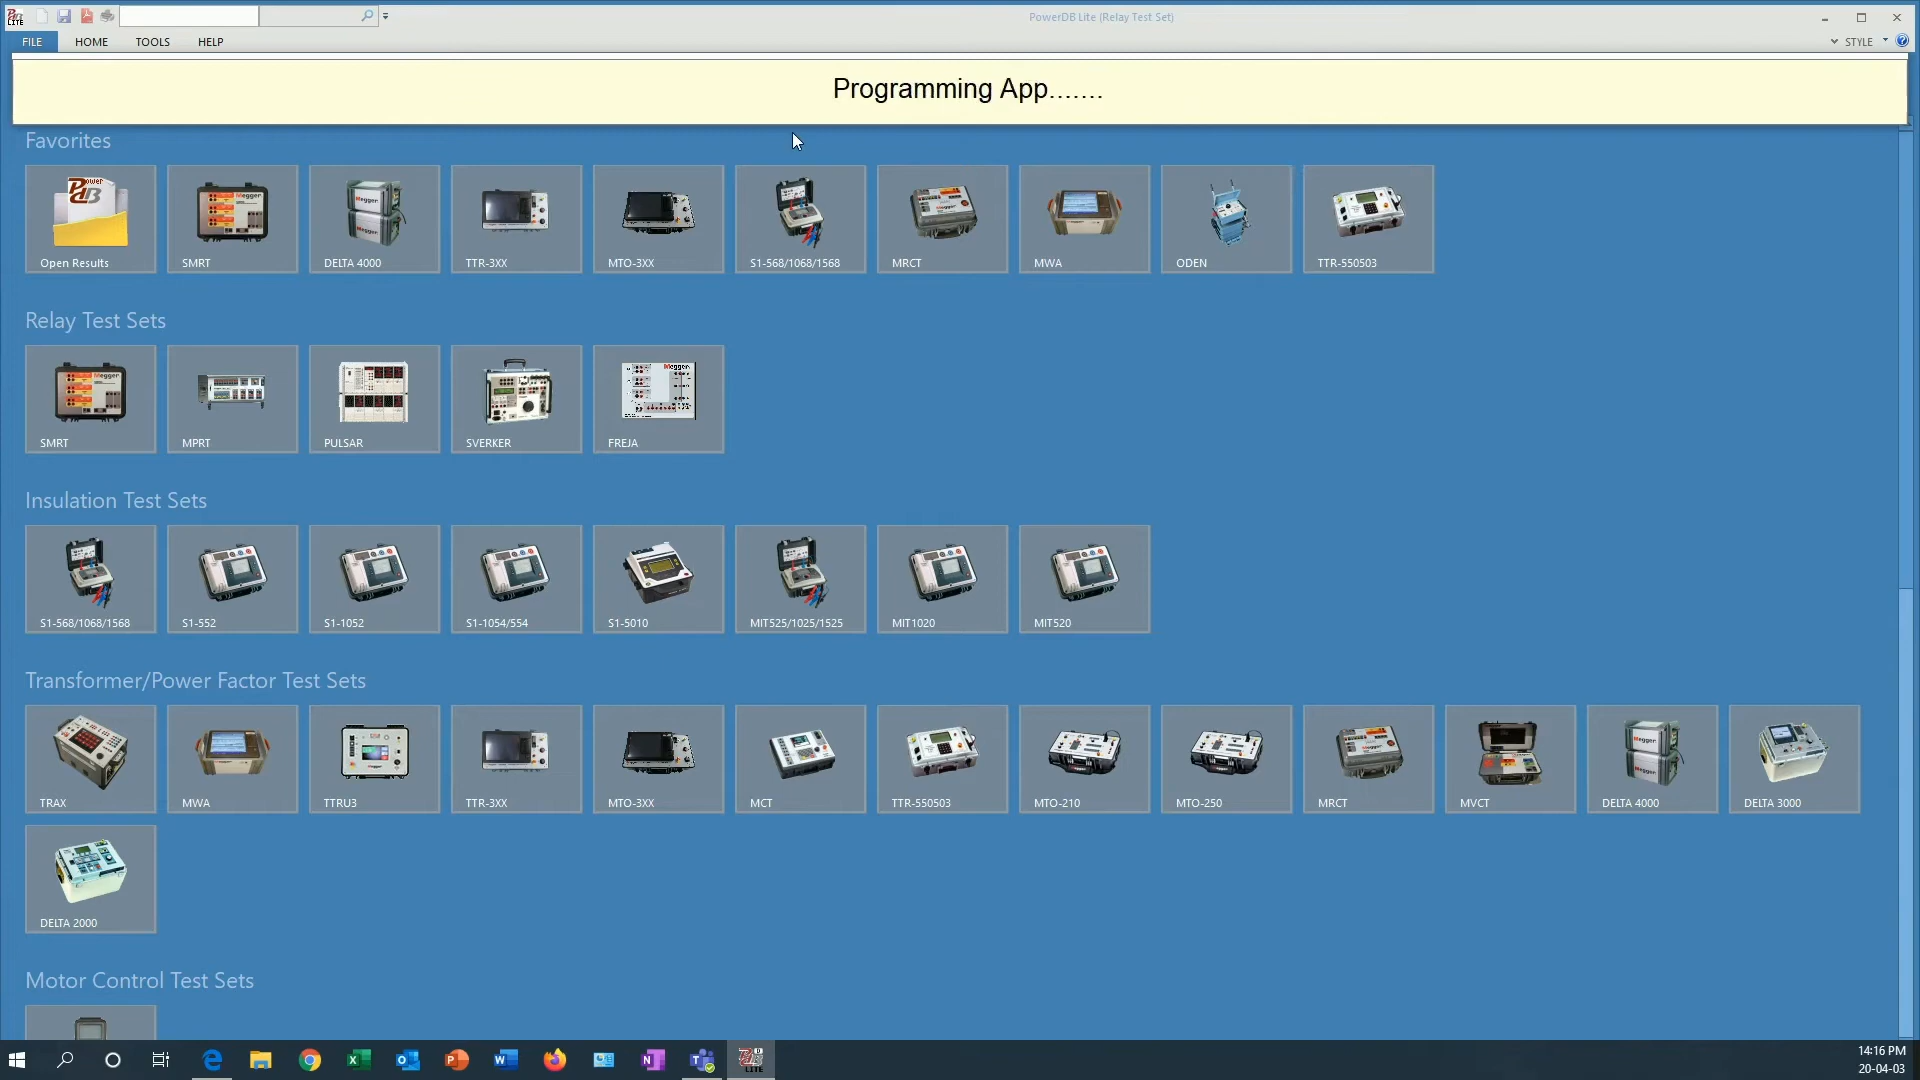 PowerDB Lite (Relay Test Set)
FILE HOME TOOLS HELP STYLE
Programming App.......
Favorites
Open Results SMRT DELTA 4000 TTR-3XX MTO-3XX S1-568/1068/1568 MRCT MWA ODEN TTR-550503
Relay Test Sets
SMRT MPRT PULSAR SVERKER FREJA
Insulation Test Sets
S1-568/1068/1568 S1-552 S1-1052 S1-1054/554 S1-5010 MIT525/1025/1525 MIT1020 MIT520
Transformer/Power Factor Test Sets
TRAX MWA TTRU3 TTR-3XX MTO-3XX MCT TTR-550503 MTO-210 MTO-250 MRCT MVCT DELTA 4000 DELTA 3000
DELTA 2000
Motor Control Test Sets
14:16 PM
20-04-03